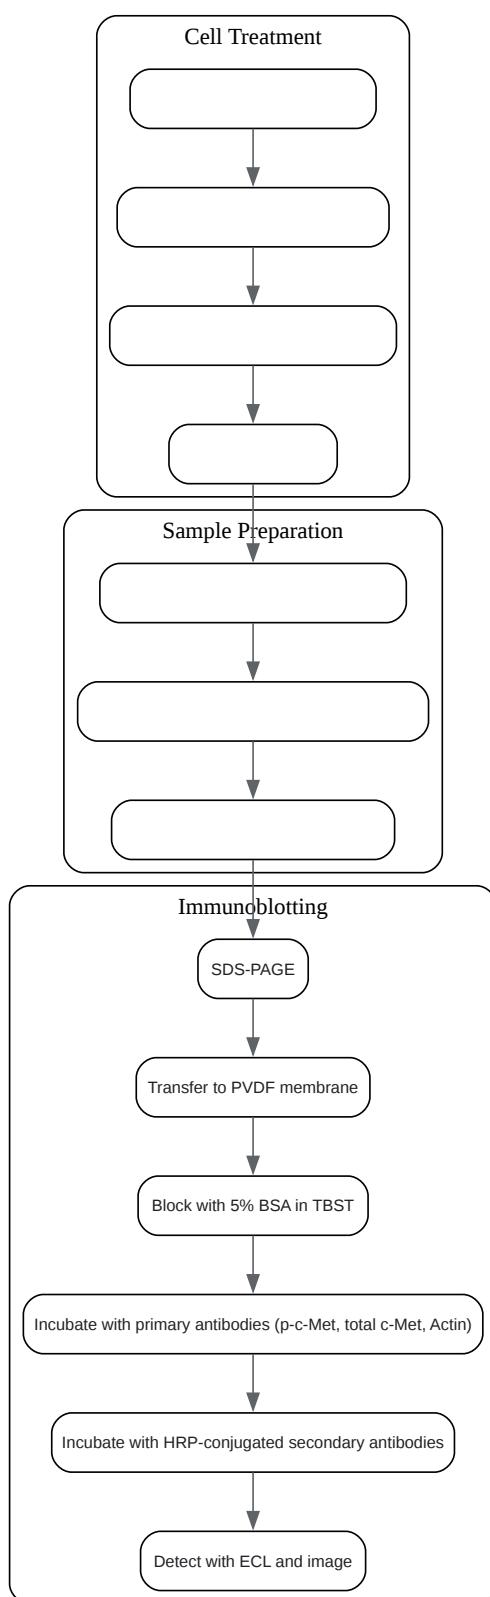 Cell Treatment
Sample Preparation
Immunoblotting
SDS-PAGE
Transfer to PVDF membrane
Block with 5% BSA in TBST
Incubate with primary antibodies (p-c-Met, total c-Met, Actin)
Incubate with HRP-conjugated secondary antibodies
Detect with ECL and image